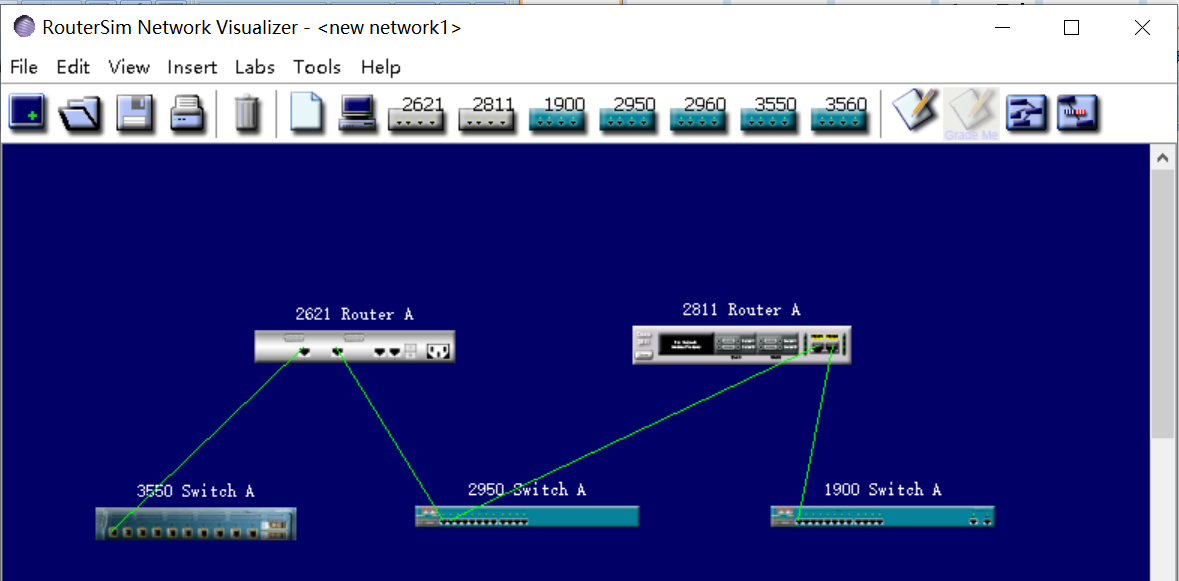 RouterSim Network Visualizer - <new network1>
File Edit View Insert Labs Tools Help
2621 2811 1900 2950 2960 3550 3560
Grade Me
2621 Router A
2811 Router A
3550 Switch A
2950 Switch A
1900 Switch A